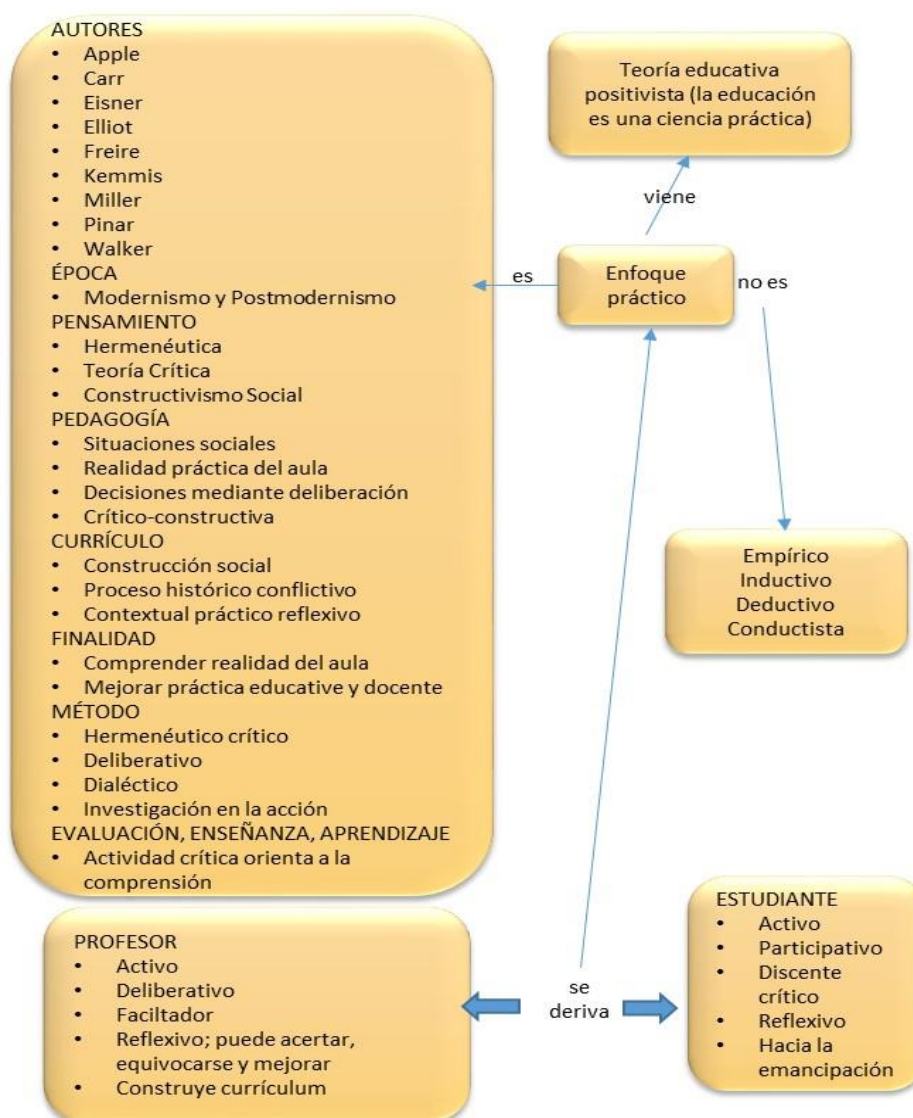 AUTORES
• Apple
• Carr
• Eisner
• Elliot
• Freire
• Kemmis
• Miller
• Pinar
• Walker
ÉPOCA
• Modernismo y Postmodernismo
PENSAMIENTO
• Hermenéutica
• Teoría Crítica
• Constructivismo Social
PEDAGOGÍA
• Situaciones sociales
• Realidad práctica del aula
• Decisiones mediante deliberación
• Crítico-constructiva
CURRÍCULO
• Construcción social
• Proceso histórico conflictivo
• Contextual práctico reflexivo
FINALIDAD
• Comprender realidad del aula
• Mejorar práctica educative y docente
MÉTODO
• Hermenéutico crítico
• Deliberativo
• Dialéctico
• Investigación en la acción
EVALUACIÓN, ENSEÑANZA, APRENDIZAJE
• Actividad crítica orienta a la
comprensión
Teoría educativa
positivista (la educación
es una ciencia práctica)
viene
es
Enfoque
práctico
no es
Empírico
Inductivo
Deductivo
Conductista
PROFESOR
• Activo
• Deliberativo
• Faciltador
• Reflexivo; puede acertar,
equivocarse y mejorar
• Construye currículum
se
deriva
ESTUDIANTE
• Activo
• Participativo
• Discente
crítico
• Reflexivo
• Hacia la
emancipación